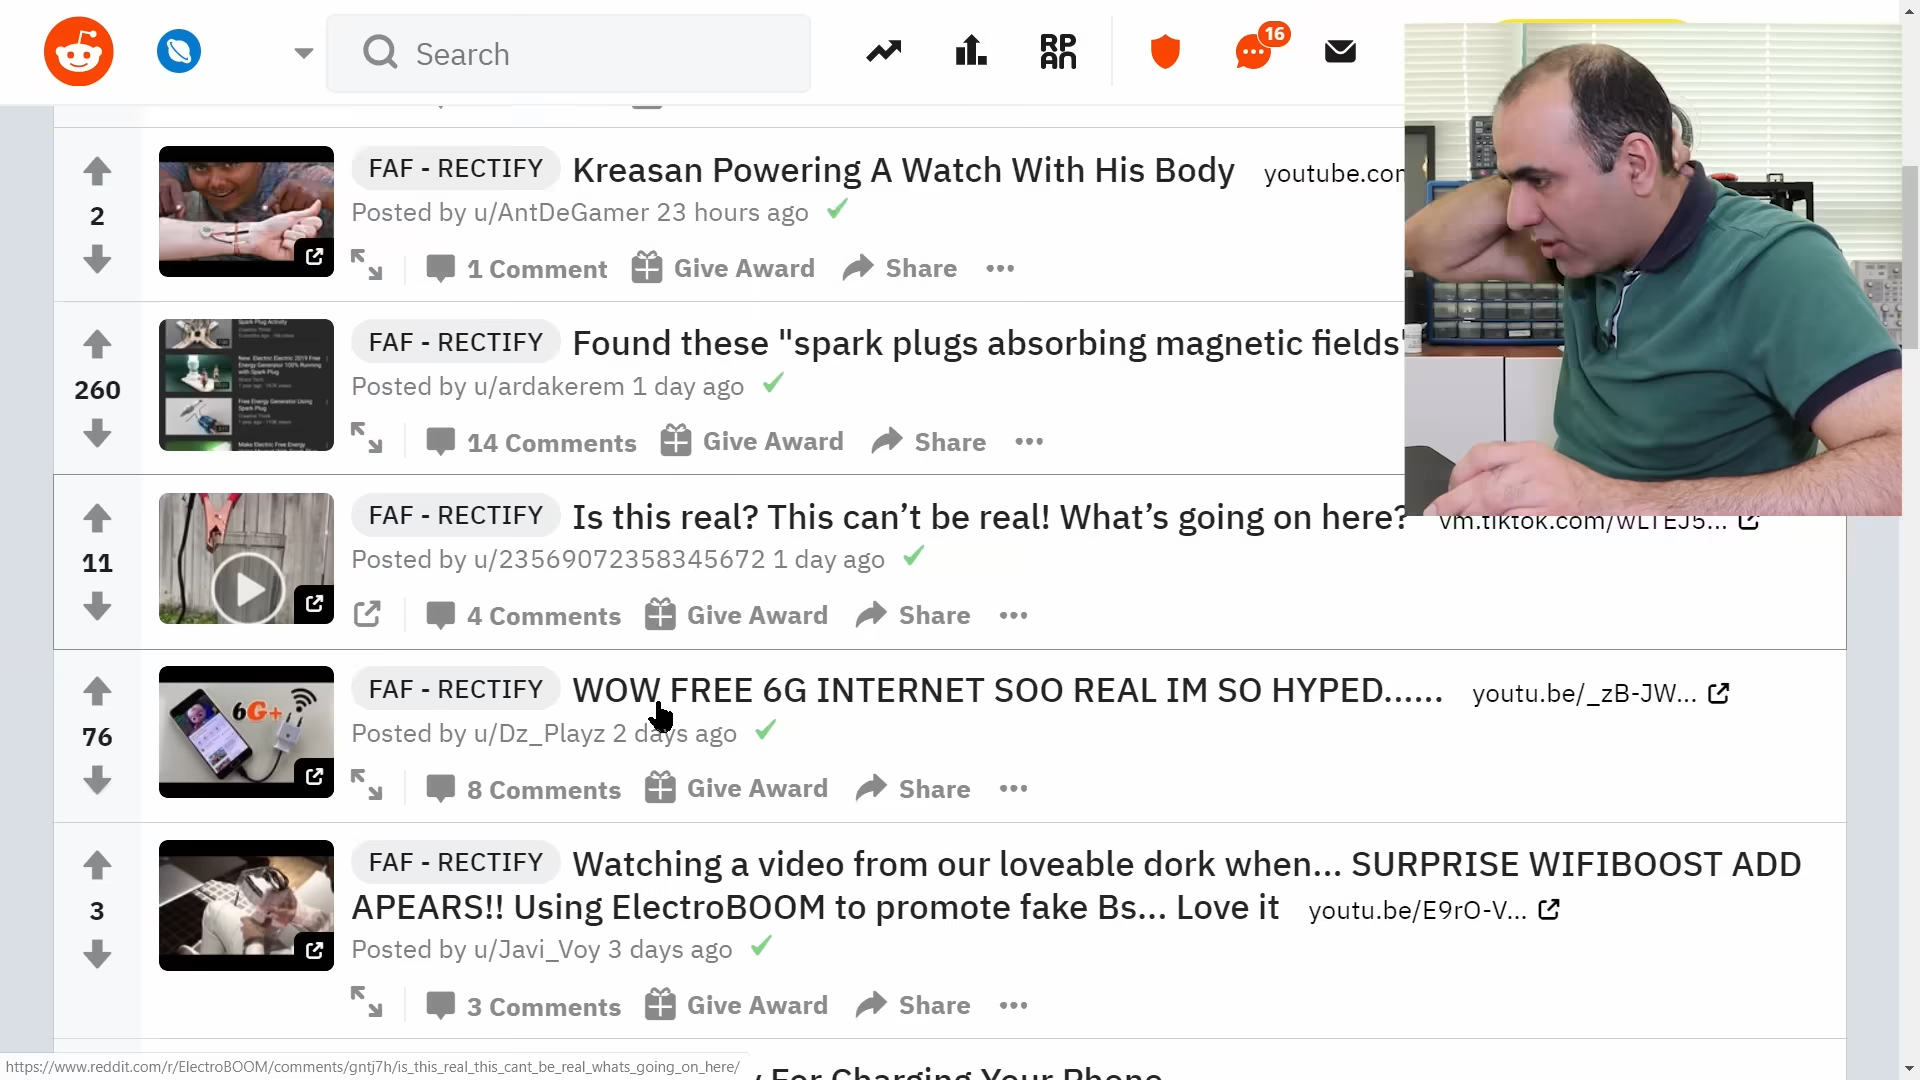 Search
RP
AN
16
FAF - RECTIFY Kreasan Powering A Watch With His Body youtube.con
Posted by u/AntDeGamer 23 hours ago
2
1 Comment Give Award Share
FAF - RECTIFY Found these "spark plugs absorbing magnetic fields"
Posted by u/ardakerem 1 day ago
260
14 Comments Give Award Share
FAF - RECTIFY Is this real? This can’t be real! What’s going on here? vm.tiktok.com/wLTEJ5...
Posted by u/23569072358345672 1 day ago
11
4 Comments Give Award Share
6G+
FAF - RECTIFY WOW FREE 6G INTERNET SOO REAL IM SO HYPED...... youtu.be/_zB-JW...
Posted by u/Dz_Playz 2 days ago
76
8 Comments Give Award Share
FAF - RECTIFY Watching a video from our loveable dork when... SURPRISE WIFIBOOST ADD
APEARS!! Using ElectroBOOM to promote fake Bs... Love it youtu.be/E9rO-V...
Posted by u/Javi_Voy 3 days ago
3
3 Comments Give Award Share
For Charging Your Phone
https://www.reddit.com/r/ElectroBOOM/comments/gntj7h/is_this_real_this_cant_be_real_whats_going_on_here/